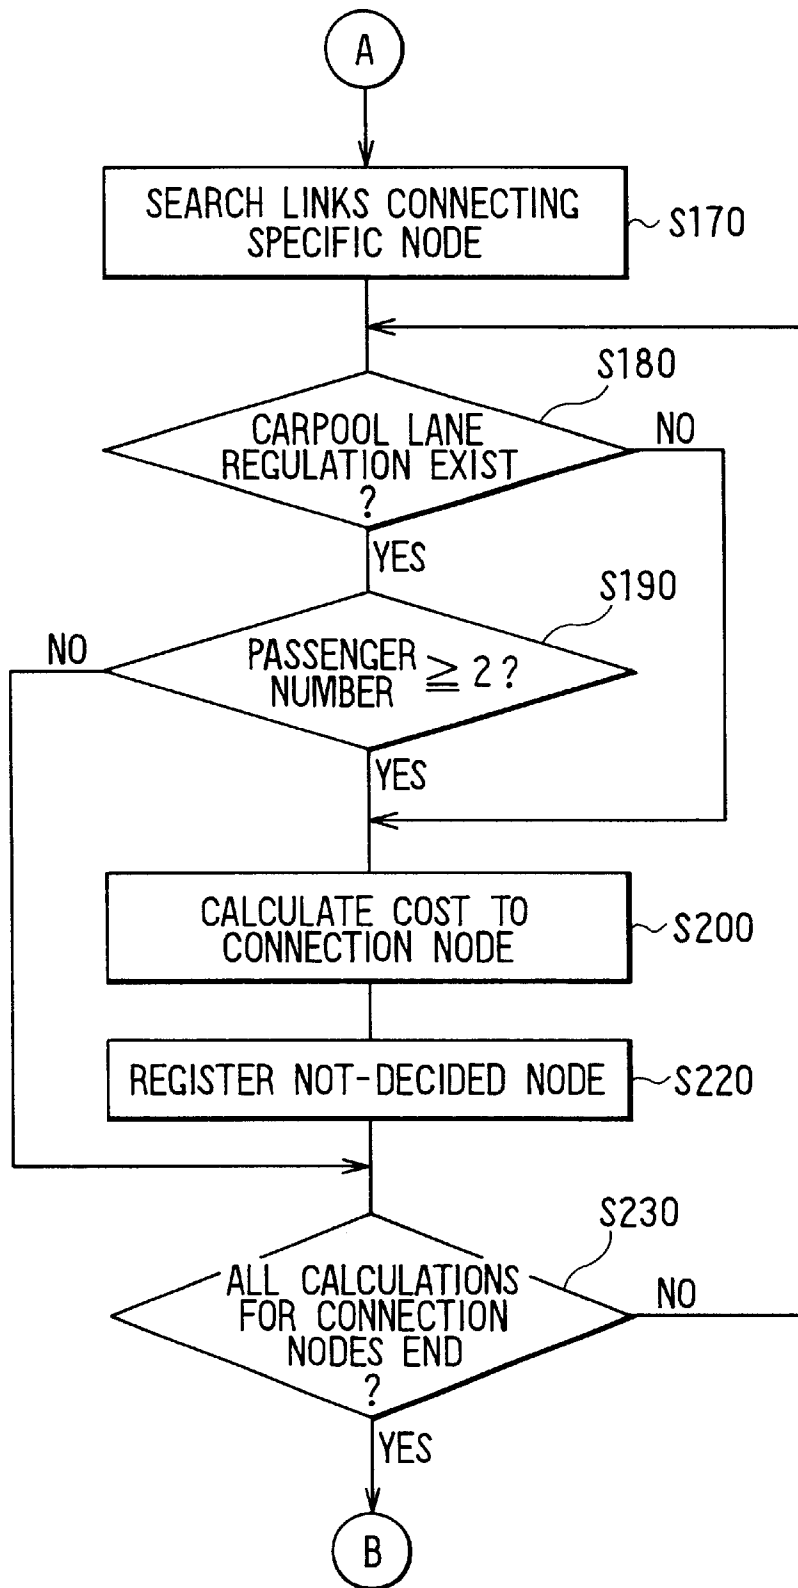 A
SEARCH LINKS CONNECTING
SPECIFIC NODE
S170
S180
CARPOOL LANE
REGULATION EXIST
?
NO
YES
S190
NO
PASSENGER
NUMBER ≧ 2 ?
YES
CALCULATE COST TO
CONNECTION NODE
S200
REGISTER NOT-DECIDED NODE
S220
S230
ALL CALCULATIONS
FOR CONNECTION
NODES END
?
NO
YES
B